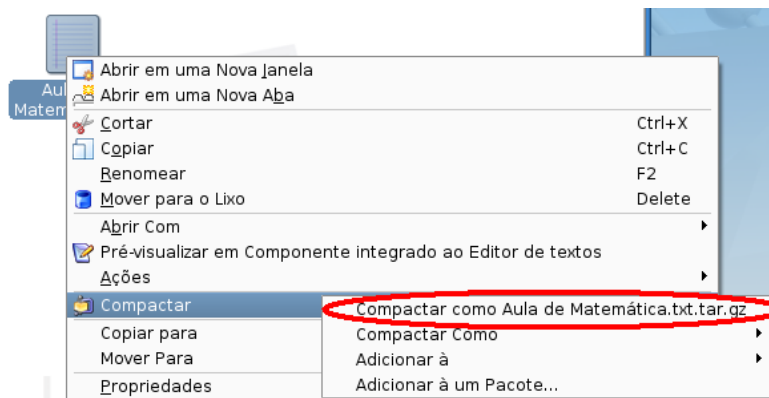 Aul
Matem
Abrir em uma Nova Janela
Abrir em uma Nova Aba
Cortar Ctrl+X
Copiar Ctrl+C
Renomear F2
Mover para o Lixo Delete
Abrir Com
Pré-visualizar em Componente integrado ao Editor de textos
Ações
Compactar
Compactar como Aula de Matemática.txt.tar.gz
Copiar para
Compactar Como
Mover Para
Adicionar à
Propriedades
Adicionar à um Pacote...